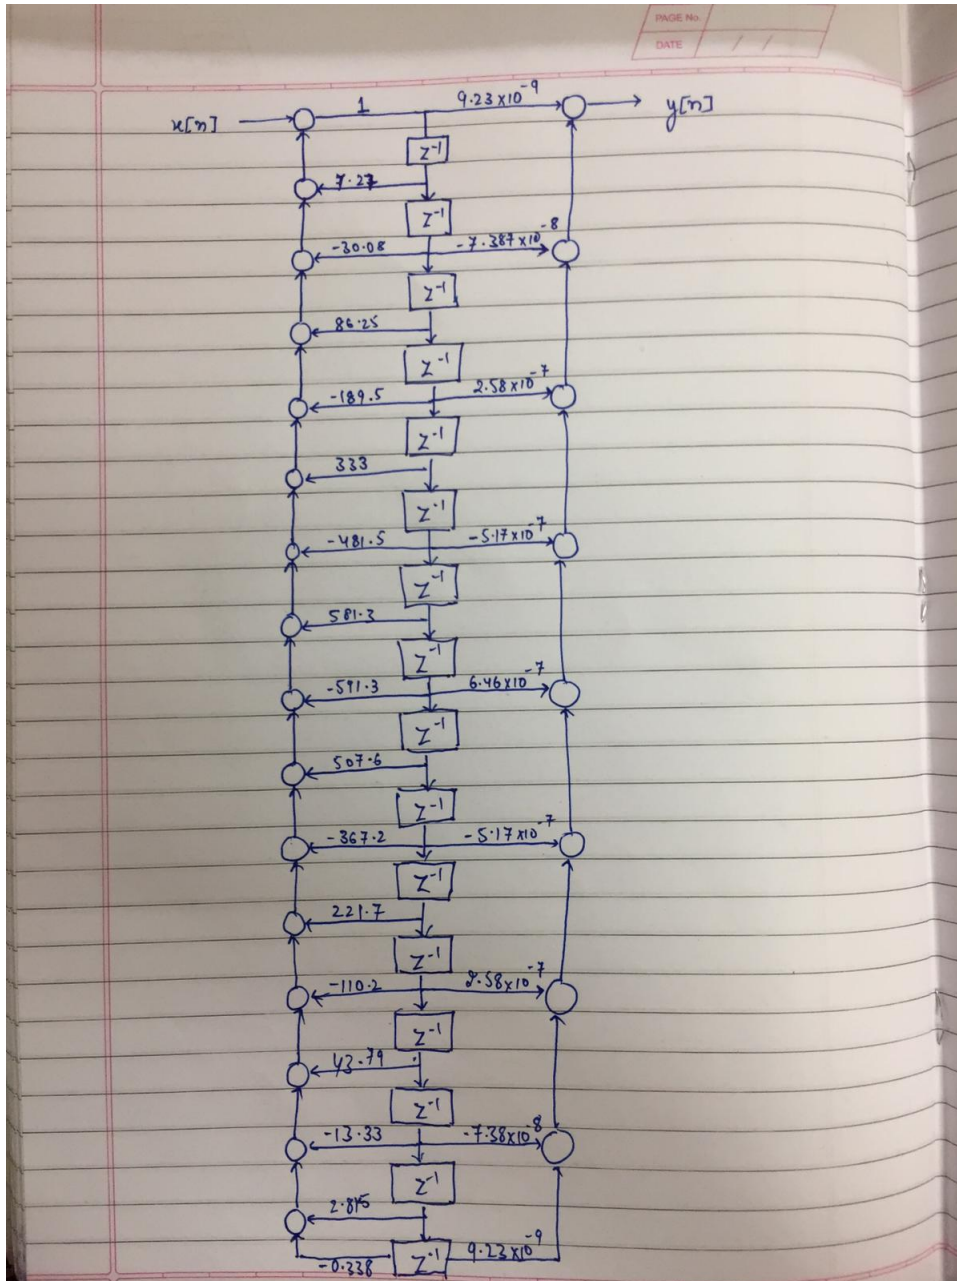 PAGE No.
DATE / /
1 9.23×10⁻⁹
x[n] y[n]
z⁻¹
7.27
z⁻¹
-30.08 -7.387×10⁻⁸
z⁻¹
86.25
z⁻¹
-189.5 2.58×10⁻⁷
z⁻¹
333
z⁻¹
-481.5 -5.17×10⁻⁷
z⁻¹
581.3
z⁻¹
-591.3 6.46×10⁻⁷
z⁻¹
507.6
z⁻¹
-367.2 -5.17×10⁻⁷
z⁻¹
221.7
z⁻¹
-110.2 2.58×10⁻⁷
z⁻¹
43.79
z⁻¹
-13.33 -7.38×10⁻⁸
z⁻¹
z⁻¹ 9.23×10⁻⁹
-0.338